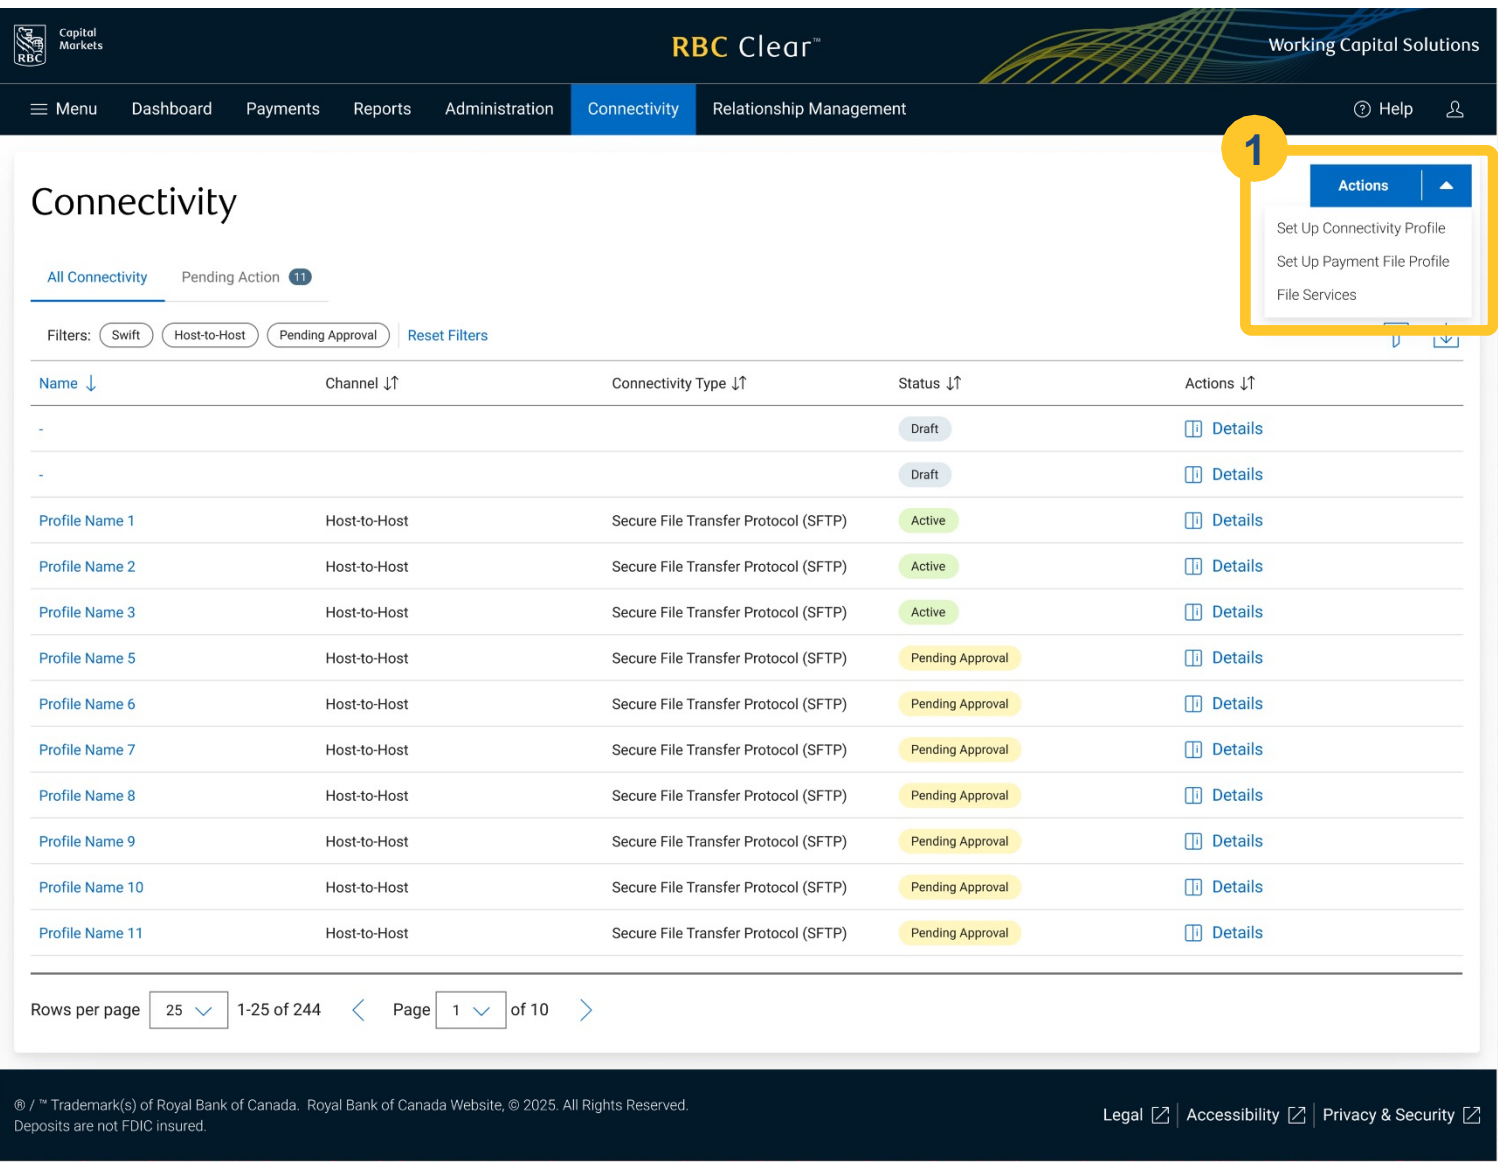 Capital
Markets
RBC
RBC Clear™
Working Capital Solutions
Menu Dashboard Payments Reports Administration Connectivity Relationship Management Help
1
Connectivity
Actions
Set Up Connectivity Profile
Set Up Payment File Profile
File Services
All Connectivity Pending Action 11
Filters: Swift Host-to-Host Pending Approval Reset Filters
Name ↓ Channel ↓↑ Connectivity Type ↓↑ Status ↓↑ Actions ↓↑
- Draft Details
- Draft Details
Profile Name 1 Host-to-Host Secure File Transfer Protocol (SFTP) Active Details
Profile Name 2 Host-to-Host Secure File Transfer Protocol (SFTP) Active Details
Profile Name 3 Host-to-Host Secure File Transfer Protocol (SFTP) Active Details
Profile Name 5 Host-to-Host Secure File Transfer Protocol (SFTP) Pending Approval Details
Profile Name 6 Host-to-Host Secure File Transfer Protocol (SFTP) Pending Approval Details
Profile Name 7 Host-to-Host Secure File Transfer Protocol (SFTP) Pending Approval Details
Profile Name 8 Host-to-Host Secure File Transfer Protocol (SFTP) Pending Approval Details
Profile Name 9 Host-to-Host Secure File Transfer Protocol (SFTP) Pending Approval Details
Profile Name 10 Host-to-Host Secure File Transfer Protocol (SFTP) Pending Approval Details
Profile Name 11 Host-to-Host Secure File Transfer Protocol (SFTP) Pending Approval Details
Rows per page 25 1-25 of 244 Page 1 of 10
® / ™ Trademark(s) of Royal Bank of Canada. Royal Bank of Canada Website, © 2025. All Rights Reserved.
Deposits are not FDIC insured.
Legal | Accessibility | Privacy & Security